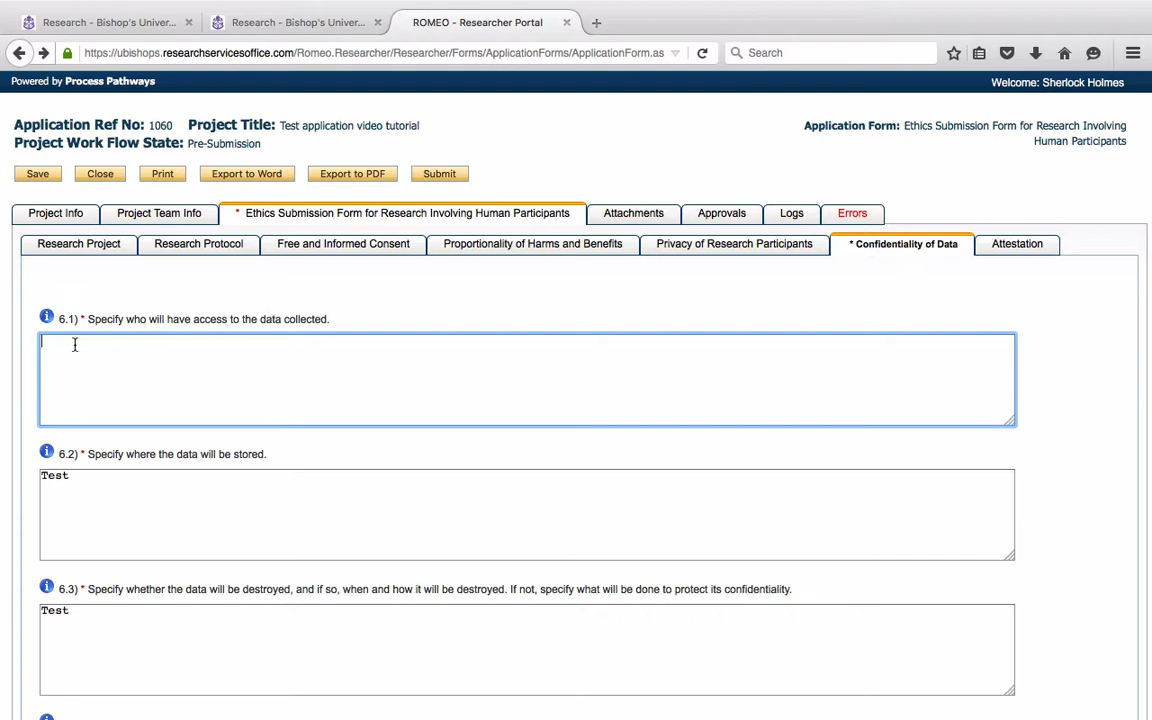 Research - Bishop's Univer...
Research - Bishop's Univer...
ROMEO - Researcher Portal
https://ubishops.researchservicesoffice.com/Romeo.Researcher/Researcher/Forms/ApplicationForms/ApplicationForm.as
Search
Powered by Process Pathways
Welcome: Sherlock Holmes
Application Ref No: 1060 Project Title: Test application video tutorial
Project Work Flow State: Pre-Submission
Application Form: Ethics Submission Form for Research Involving
Human Participants
Save Close Print Export to Word Export to PDF Submit
Project Info Project Team Info * Ethics Submission Form for Research Involving Human Participants Attachments Approvals Logs Errors
Research Project Research Protocol Free and Informed Consent Proportionality of Harms and Benefits Privacy of Research Participants * Confidentiality of Data Attestation
6.1) * Specify who will have access to the data collected.
6.2) * Specify where the data will be stored.
Test
6.3) * Specify whether the data will be destroyed, and if so, when and how it will be destroyed. If not, specify what will be done to protect its confidentiality.
Test